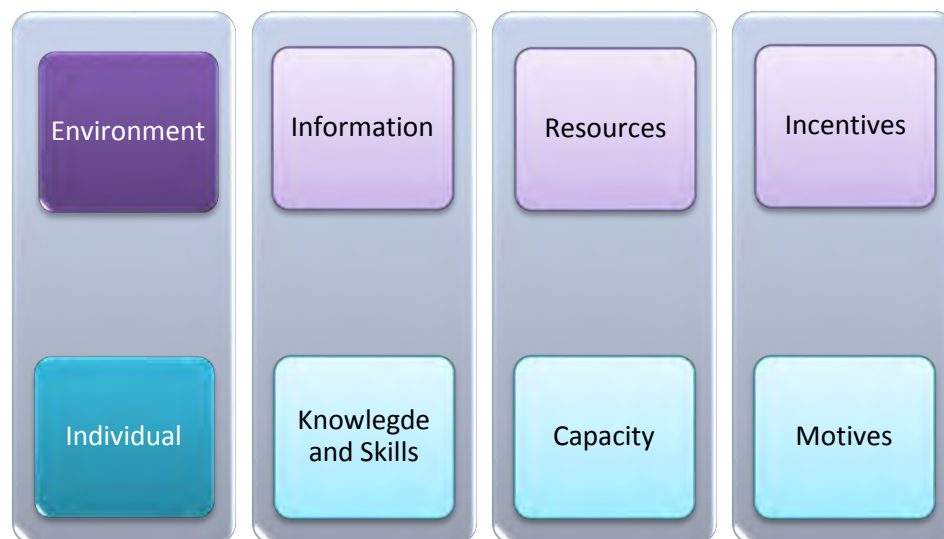 Environment
Information
Resources
Incentives
Individual
Knowlegde
and Skills
Capacity
Motives